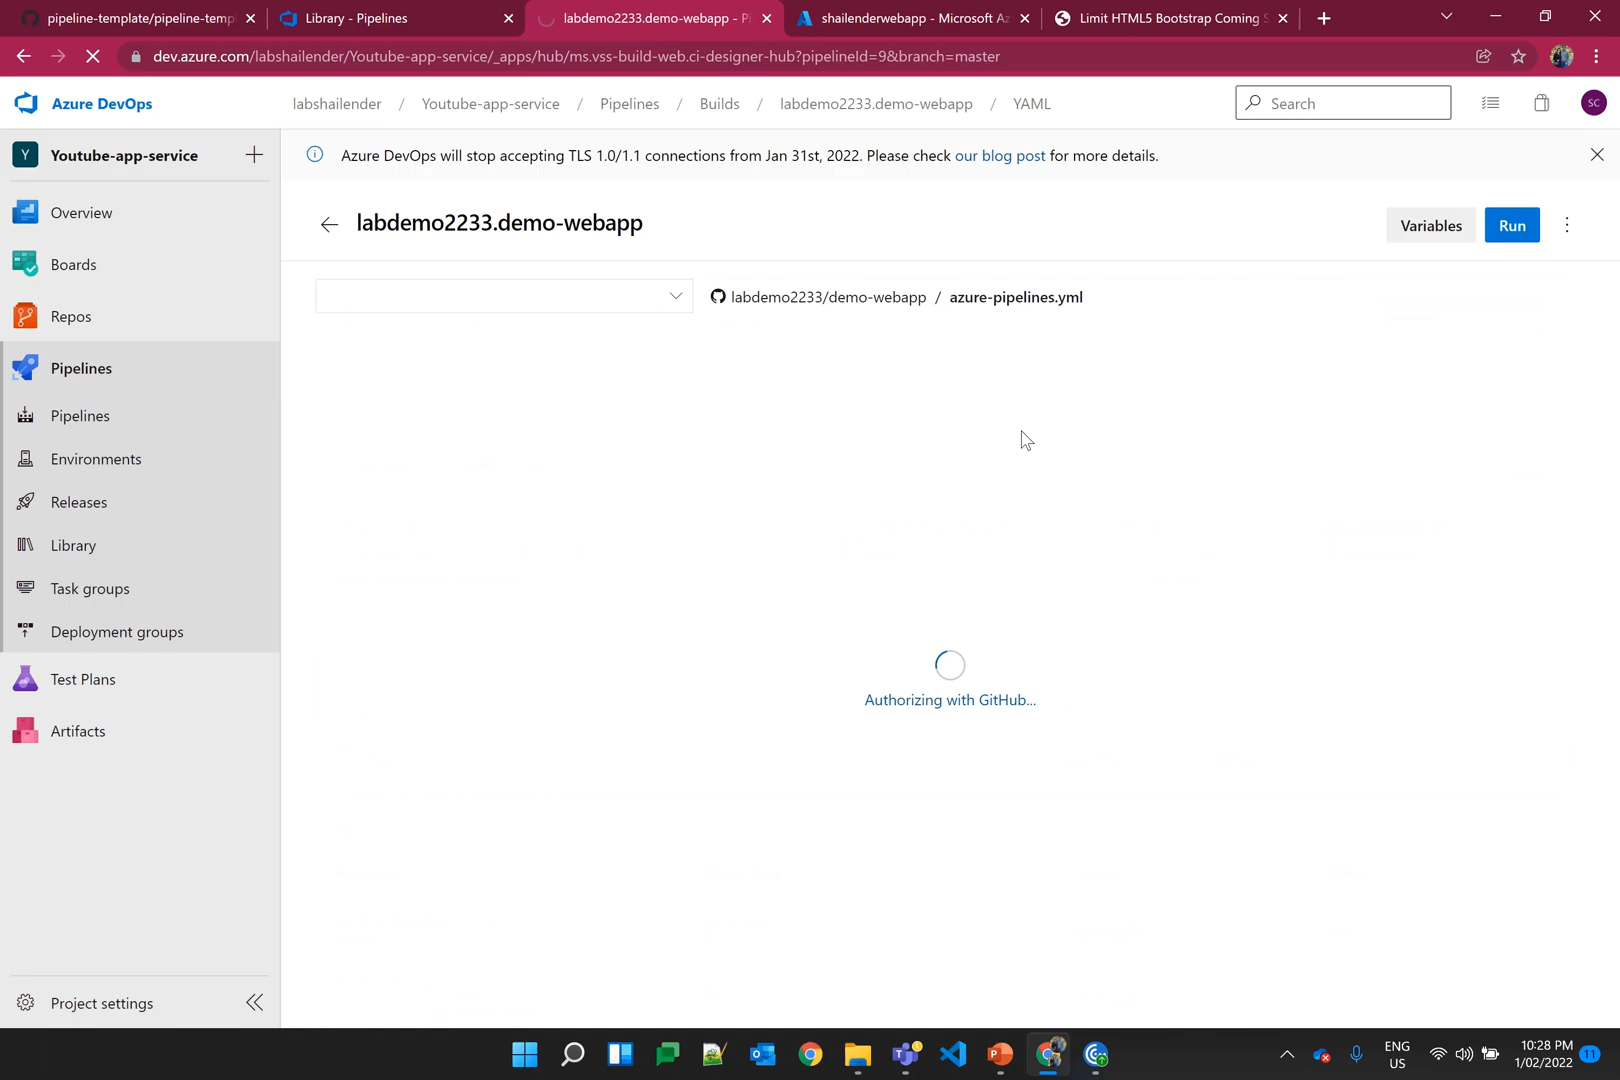 pipeline-template/pipeline-temp
Library - Pipelines
labdemo2233.demo-webapp - Pi
shailenderwebapp - Microsoft Az
Limit HTML5 Bootstrap Coming S
dev.azure.com/labshailender/Youtube-app-service/_apps/hub/ms.vss-build-web.ci-designer-hub?pipelineId=9&branch=master
Azure DevOps
labshailender / Youtube-app-service / Pipelines / Builds / labdemo2233.demo-webapp / YAML
Search
SC
Y Youtube-app-service
Azure DevOps will stop accepting TLS 1.0/1.1 connections from Jan 31st, 2022. Please check our blog post for more details.
Overview
labdemo2233.demo-webapp
Variables
Run
Boards
labdemo2233/demo-webapp / azure-pipelines.yml
Repos
Pipelines
Pipelines
Environments
Releases
Library
Task groups
Deployment groups
Test Plans
Artifacts
Authorizing with GitHub...
Project settings
ENG
US
10:28 PM
1/02/2022
11